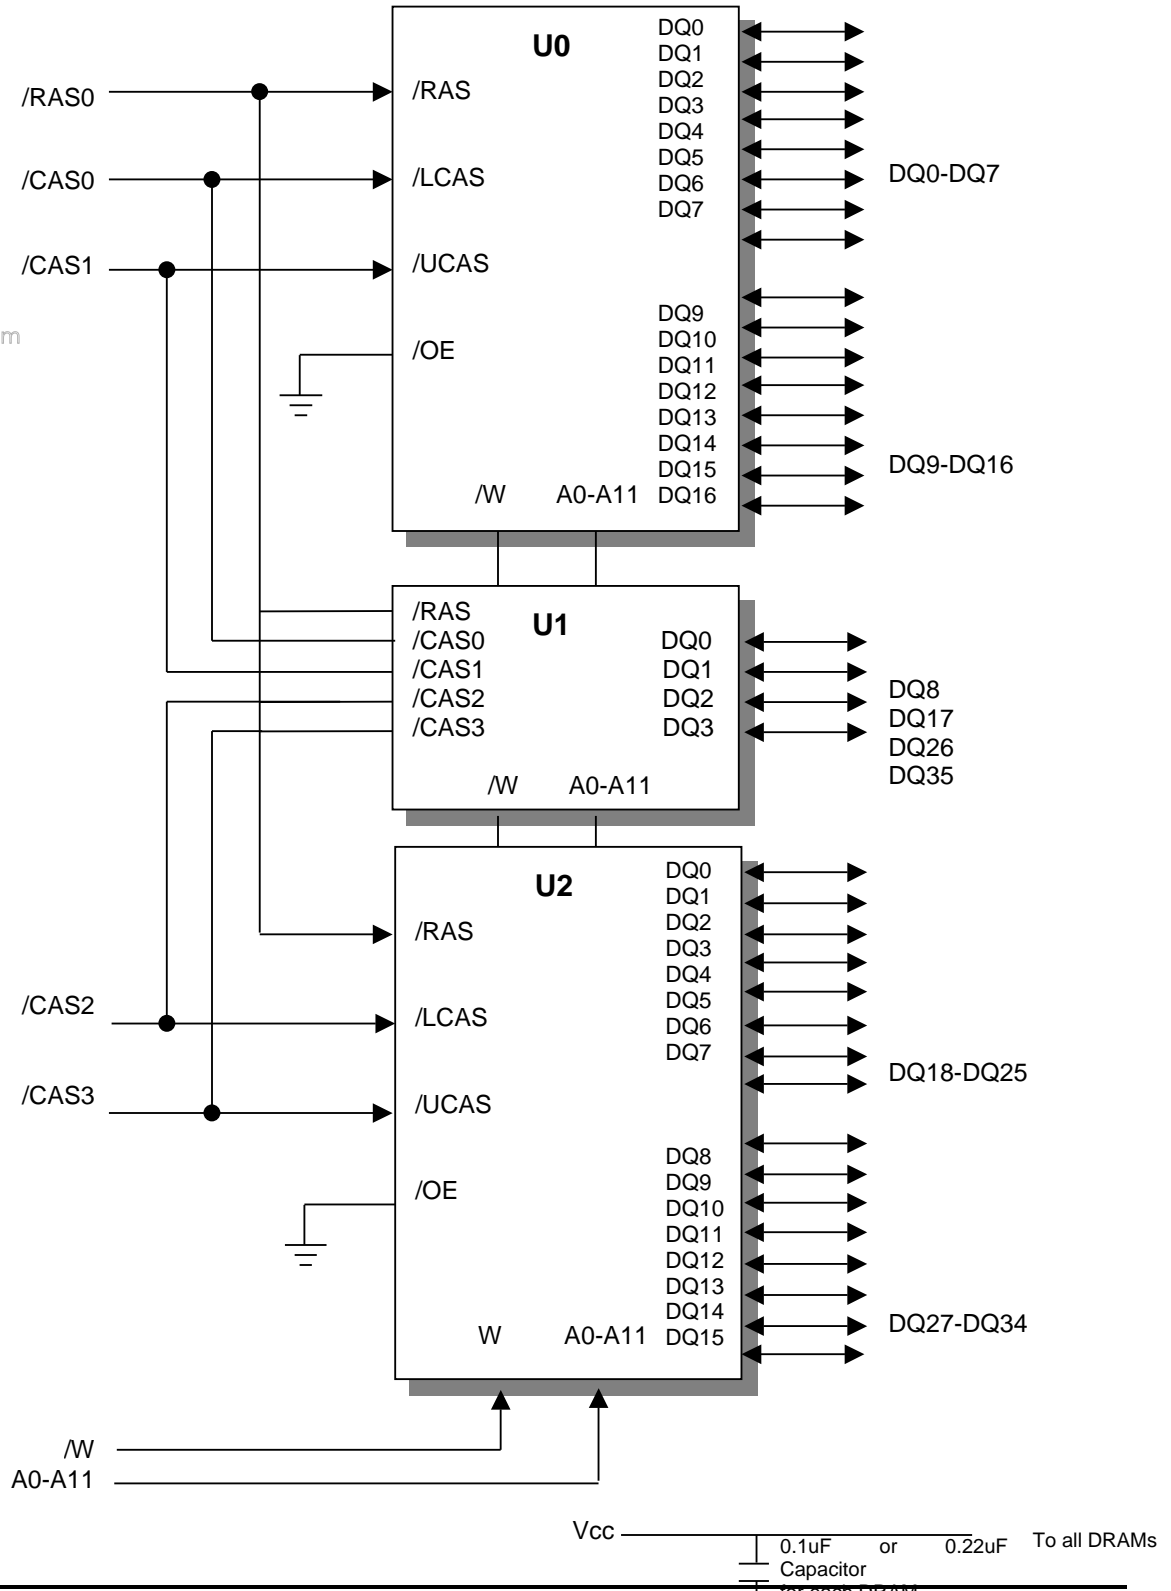 U0
DQ0
DQ1
DQ2
DQ3
DQ4
DQ5
DQ6
DQ7
/RAS0
/RAS
/CAS0
/LCAS
DQ0-DQ7
/CAS1
/UCAS
m
/OE
DQ9
DQ10
DQ11
DQ12
DQ13
DQ14
DQ15
DQ16
DQ9-DQ16
/W
A0-A11
U1
/RAS
/CAS0
/CAS1
/CAS2
/CAS3
DQ0
DQ1
DQ2
DQ3
DQ8
DQ17
DQ26
DQ35
/W
A0-A11
U2
DQ0
DQ1
DQ2
DQ3
DQ4
DQ5
DQ6
DQ7
/RAS
/CAS2
/LCAS
DQ18-DQ25
/CAS3
/UCAS
/OE
DQ8
DQ9
DQ10
DQ11
DQ12
DQ13
DQ14
DQ15
DQ27-DQ34
W
A0-A11
/W
A0-A11
Vcc
0.1uF or 0.22uF To all DRAMs
Capacitor
for each DRAM